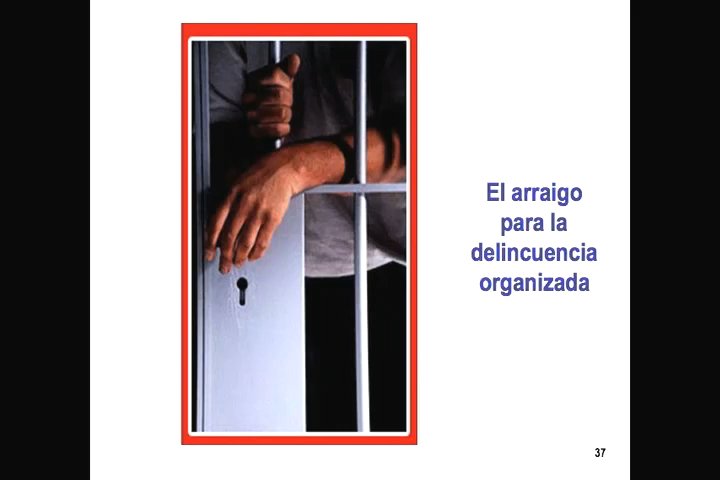 El arraigo
para la
delincuencia
organizada
37